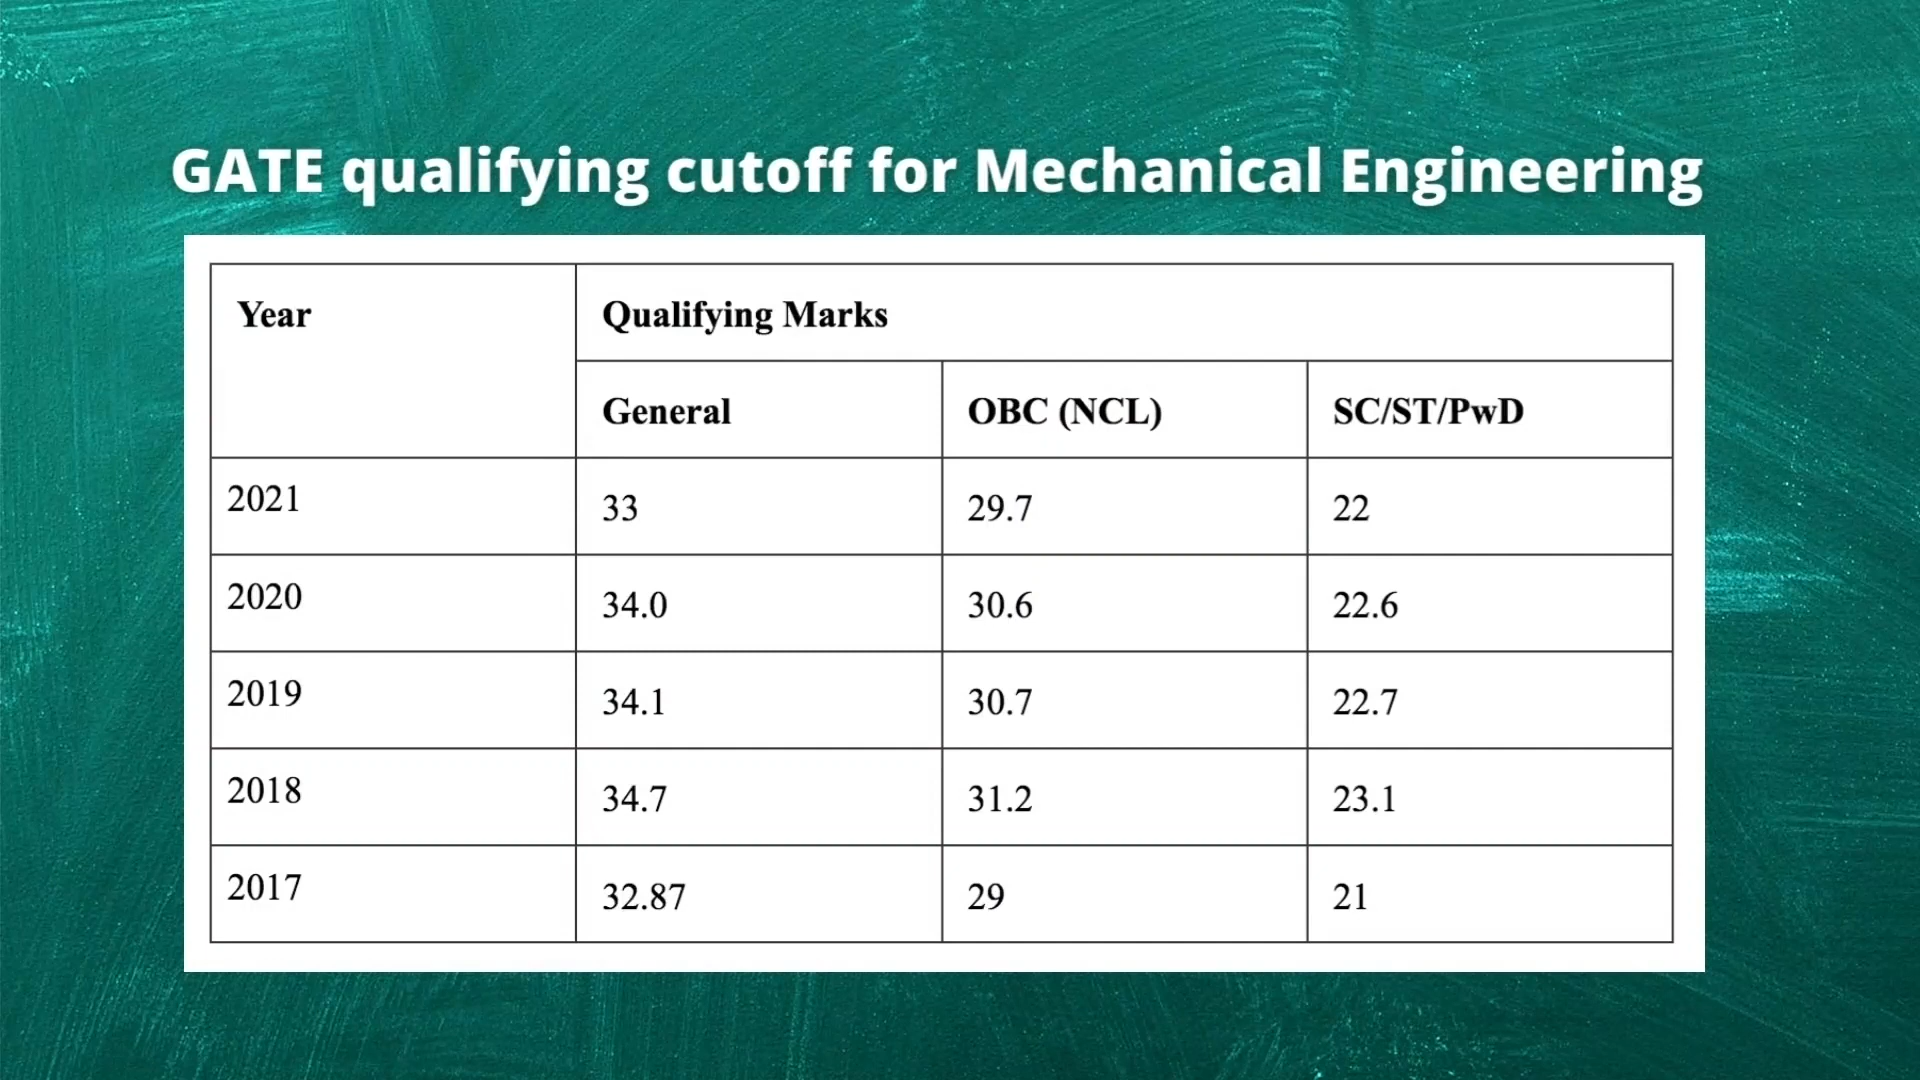 GATE qualifying cutoff for Mechanical Engineering
Year Qualifying Marks
General OBC (NCL) SC/ST/PwD
2021 33 29.7 22
2020 34.0 30.6 22.6
2019 34.1 30.7 22.7
2018 34.7 31.2 23.1
2017 32.87 29 21